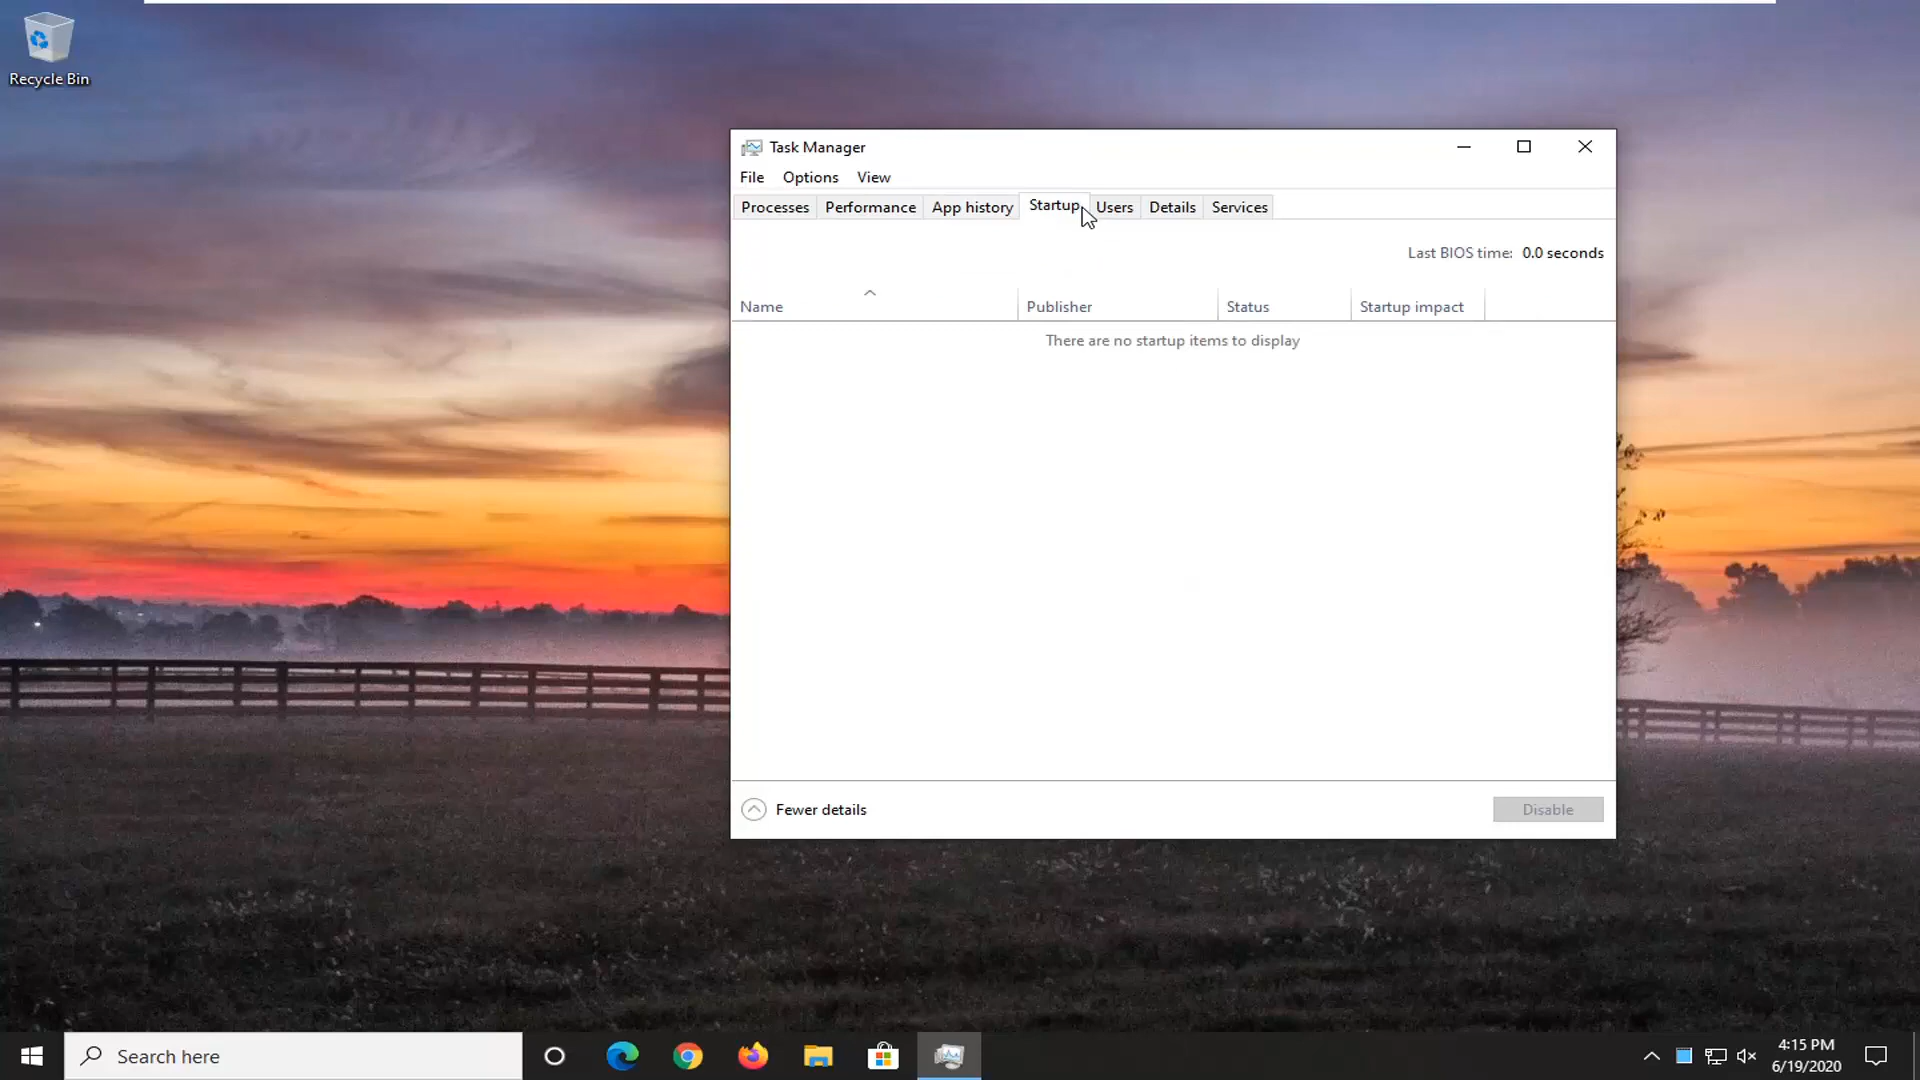 Recycle Bin
Task Manager
File Options View
Processes Performance App history Startup Users Details Services
Last BIOS time: 0.0 seconds
Name Publisher Status Startup impact
There are no startup items to display
Fewer details Disable
Search here
4:15 PM
6/19/2020